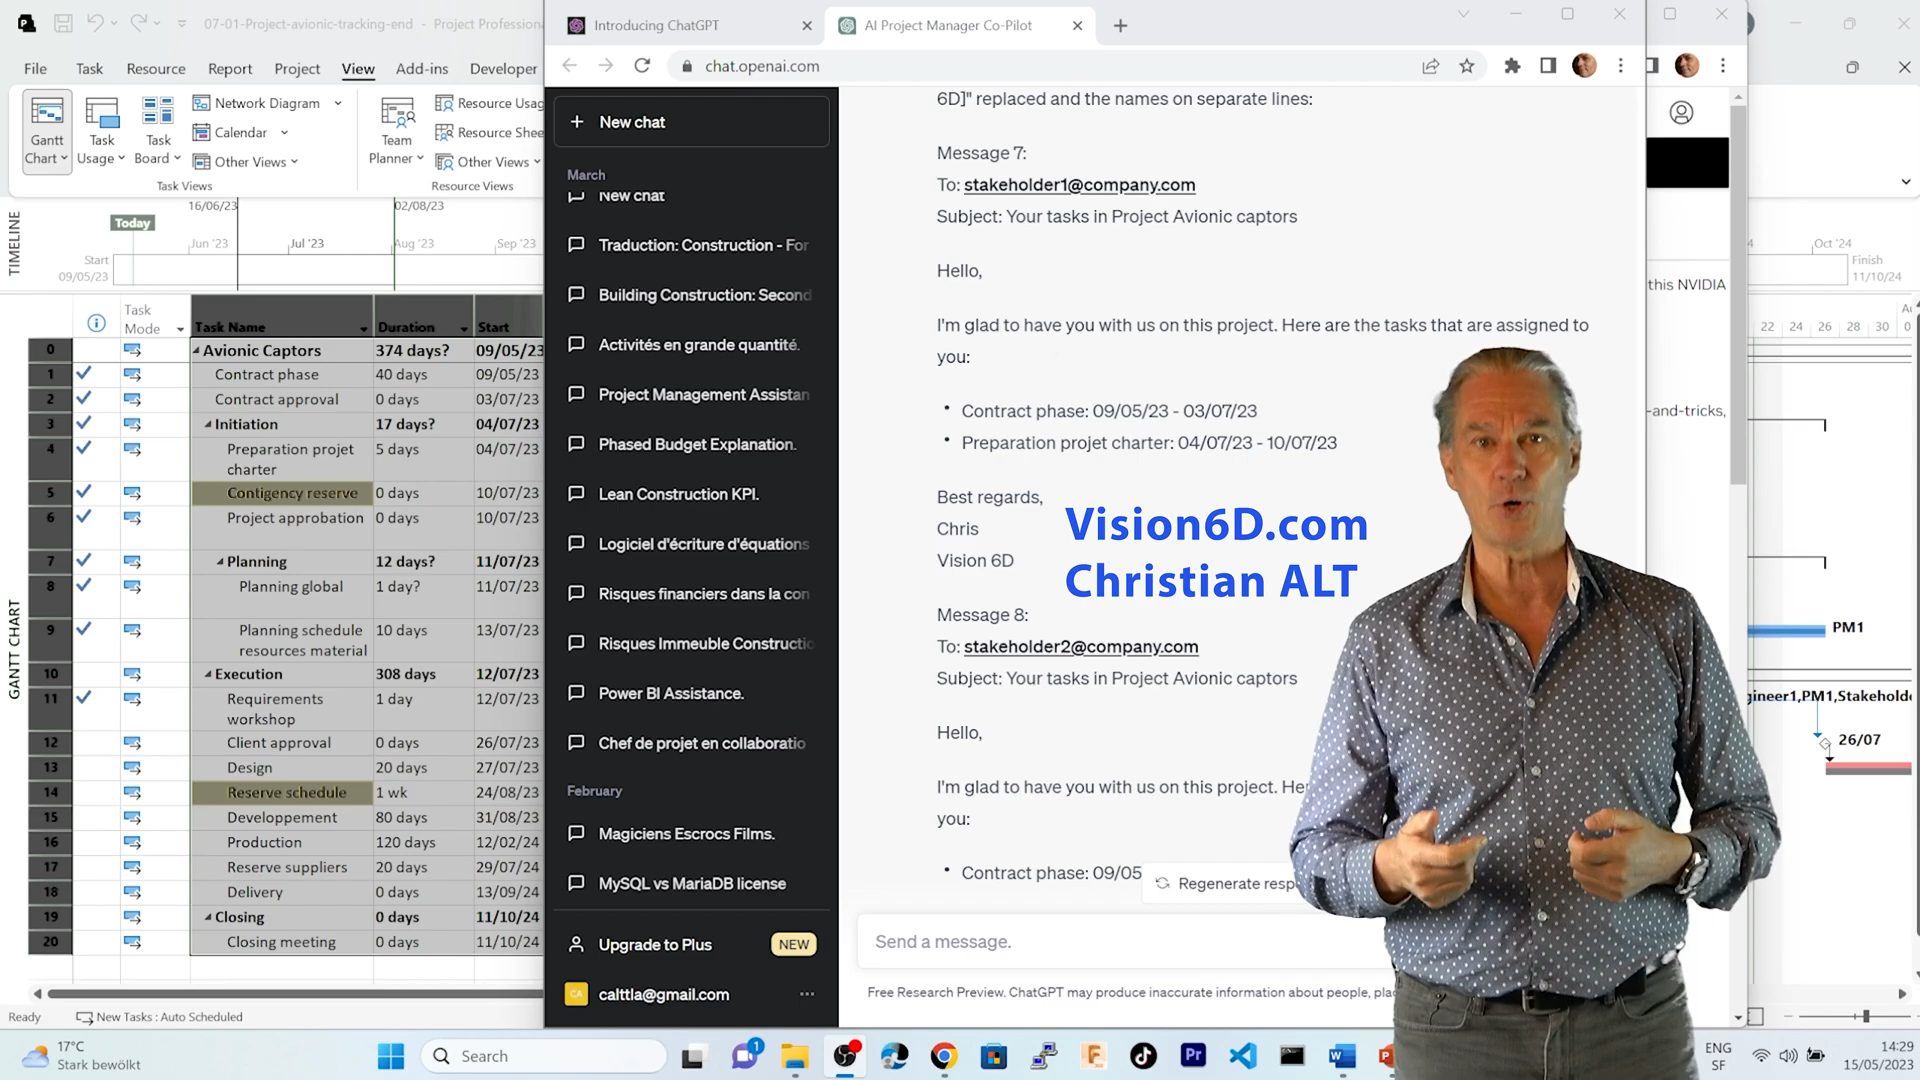 07-01-Project-avionic-tracking-end - Project Professiona
File Task Resource Report Project View Add-ins Developer
Gantt Chart
Task Usage
Task Board
Network Diagram
Calendar
Other Views
Task Views
Team Planner
Resource Usag
Resource Shee
Other Views
Resource Views
TIMELINE
Today
16/06/23
02/08/23
Jun '23
Jul '23
Aug '23
Sep '23
Start
09/05/23
GANTT CHART
Task Mode
Task Name Duration Start
0 Avionic Captors 374 days? 09/05/23
1 Contract phase 40 days 09/05/23
2 Contract approval 0 days 03/07/23
3 Initiation 17 days? 04/07/23
4 Preparation projet charter 5 days 04/07/23
5 Contigency reserve 0 days 10/07/23
6 Project approbation 0 days 10/07/23
7 Planning 12 days? 11/07/23
8 Planning global 1 day? 11/07/23
9 Planning schedule resources material 10 days 13/07/23
10 Execution 308 days 12/07/23
11 Requirements workshop 1 day 12/07/23
12 Client approval 0 days 26/07/23
13 Design 20 days 27/07/23
14 Reserve schedule 1 wk 24/08/23
15 Developpement 80 days 31/08/23
16 Production 120 days 12/02/24
17 Reserve suppliers 20 days 29/07/24
18 Delivery 0 days 13/09/24
19 Closing 0 days 11/10/24
20 Closing meeting 0 days 11/10/24
Ready New Tasks : Auto Scheduled
Introducing ChatGPT
AI Project Manager Co-Pilot
chat.openai.com
New chat
March
New chat
Traduction: Construction - For
Building Construction: Second
Activités en grande quantité.
Project Management Assistan
Phased Budget Explanation.
Lean Construction KPI.
Logiciel d'écriture d'équations
Risques financiers dans la con
Risques Immeuble Constructio
Power BI Assistance.
Chef de projet en collaboratio
February
Magiciens Escrocs Films.
MySQL vs MariaDB license
Upgrade to Plus NEW
CA calttla@gmail.com
6D]" replaced and the names on separate lines:
Message 7:
To: stakeholder1@company.com
Subject: Your tasks in Project Avionic captors
Hello,
I'm glad to have you with us on this project. Here are the tasks that are assigned to
you:
• Contract phase: 09/05/23 - 03/07/23
• Preparation projet charter: 04/07/23 - 10/07/23
Best regards,
Chris
Vision 6D
Vision6D.com
Christian ALT
Message 8:
To: stakeholder2@company.com
Subject: Your tasks in Project Avionic captors
Hello,
I'm glad to have you with us on this project. He
you:
• Contract phase: 09/05
Regenerate resp
Send a message.
Free Research Preview. ChatGPT may produce inaccurate information about people, pla
this NVIDIA
-and-tricks,
Oct '24
Finish
11/10/24
22 24 26 28 30
PM1
gineer1,PM1,Stakehold
26/07
17°C
Stark bewölkt
Search
1
Pr
ENG
SF
14:29
15/05/2023